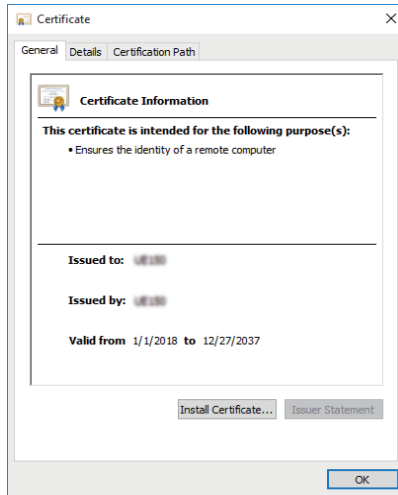 Certificate
General Details Certification Path
Certificate Information
This certificate is intended for the following purpose(s):
• Ensures the identity of a remote computer
Issued to:
Issued by:
Valid from 1/1/2018 to 12/27/2037
Install Certificate... Issuer Statement
OK